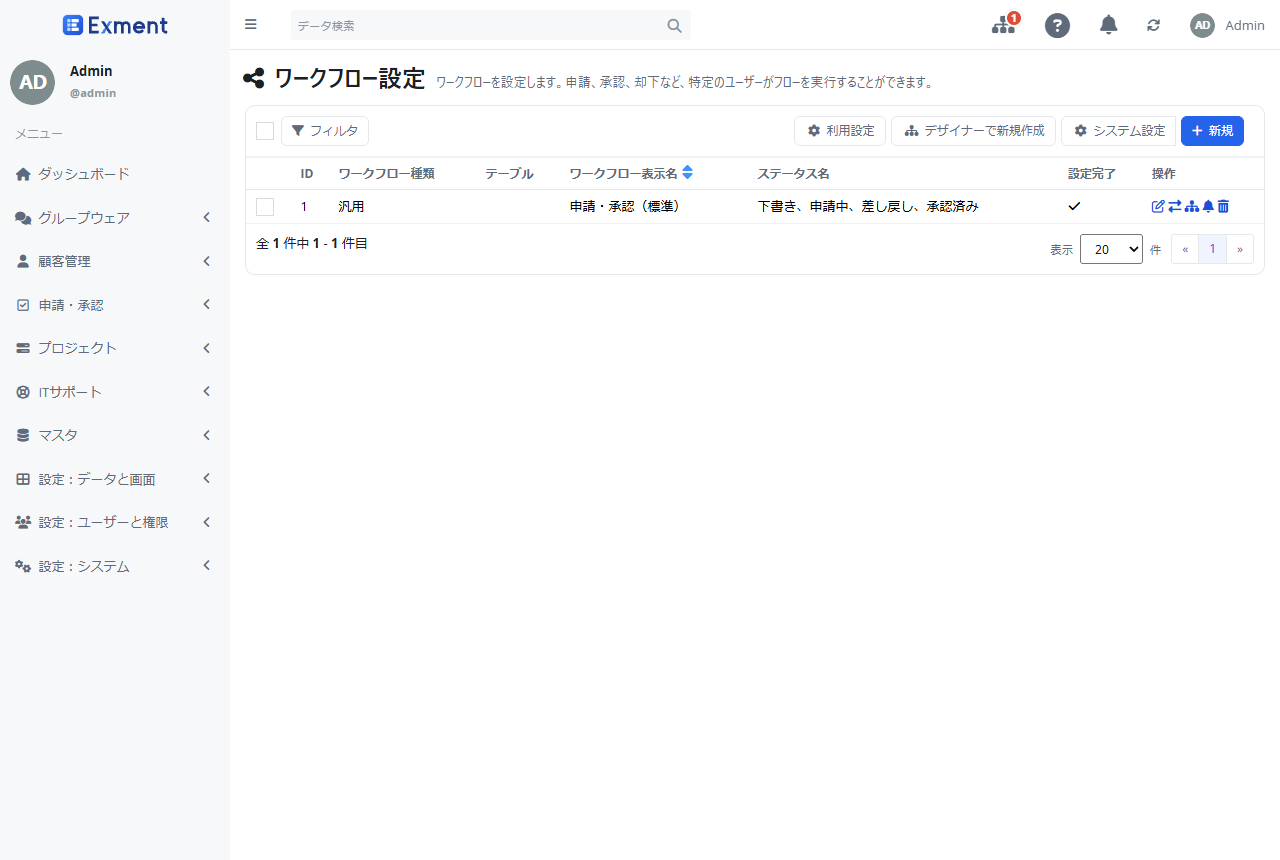 Exment
データ検索
1
?
AD
Admin
AD
Admin
@admin
メニュー
ダッシュボード
グループウェア
顧客管理
申請・承認
プロジェクト
ITサポート
マスタ
設定：データと画面
設定：ユーザーと権限
設定：システム
ワークフロー設定 ワークフローを設定します。申請、承認、却下など、特定のユーザーがフローを実行することができます。
フィルタ 利用設定 デザイナーで新規作成 システム設定 + 新規
ID ワークフロー種類 テーブル ワークフロー表示名 ステータス名 設定完了 操作
1 汎用 申請・承認（標準） 下書き、申請中、差し戻し、承認済み
全 1 件中 1 - 1 件目
表示 20 件 « 1 »